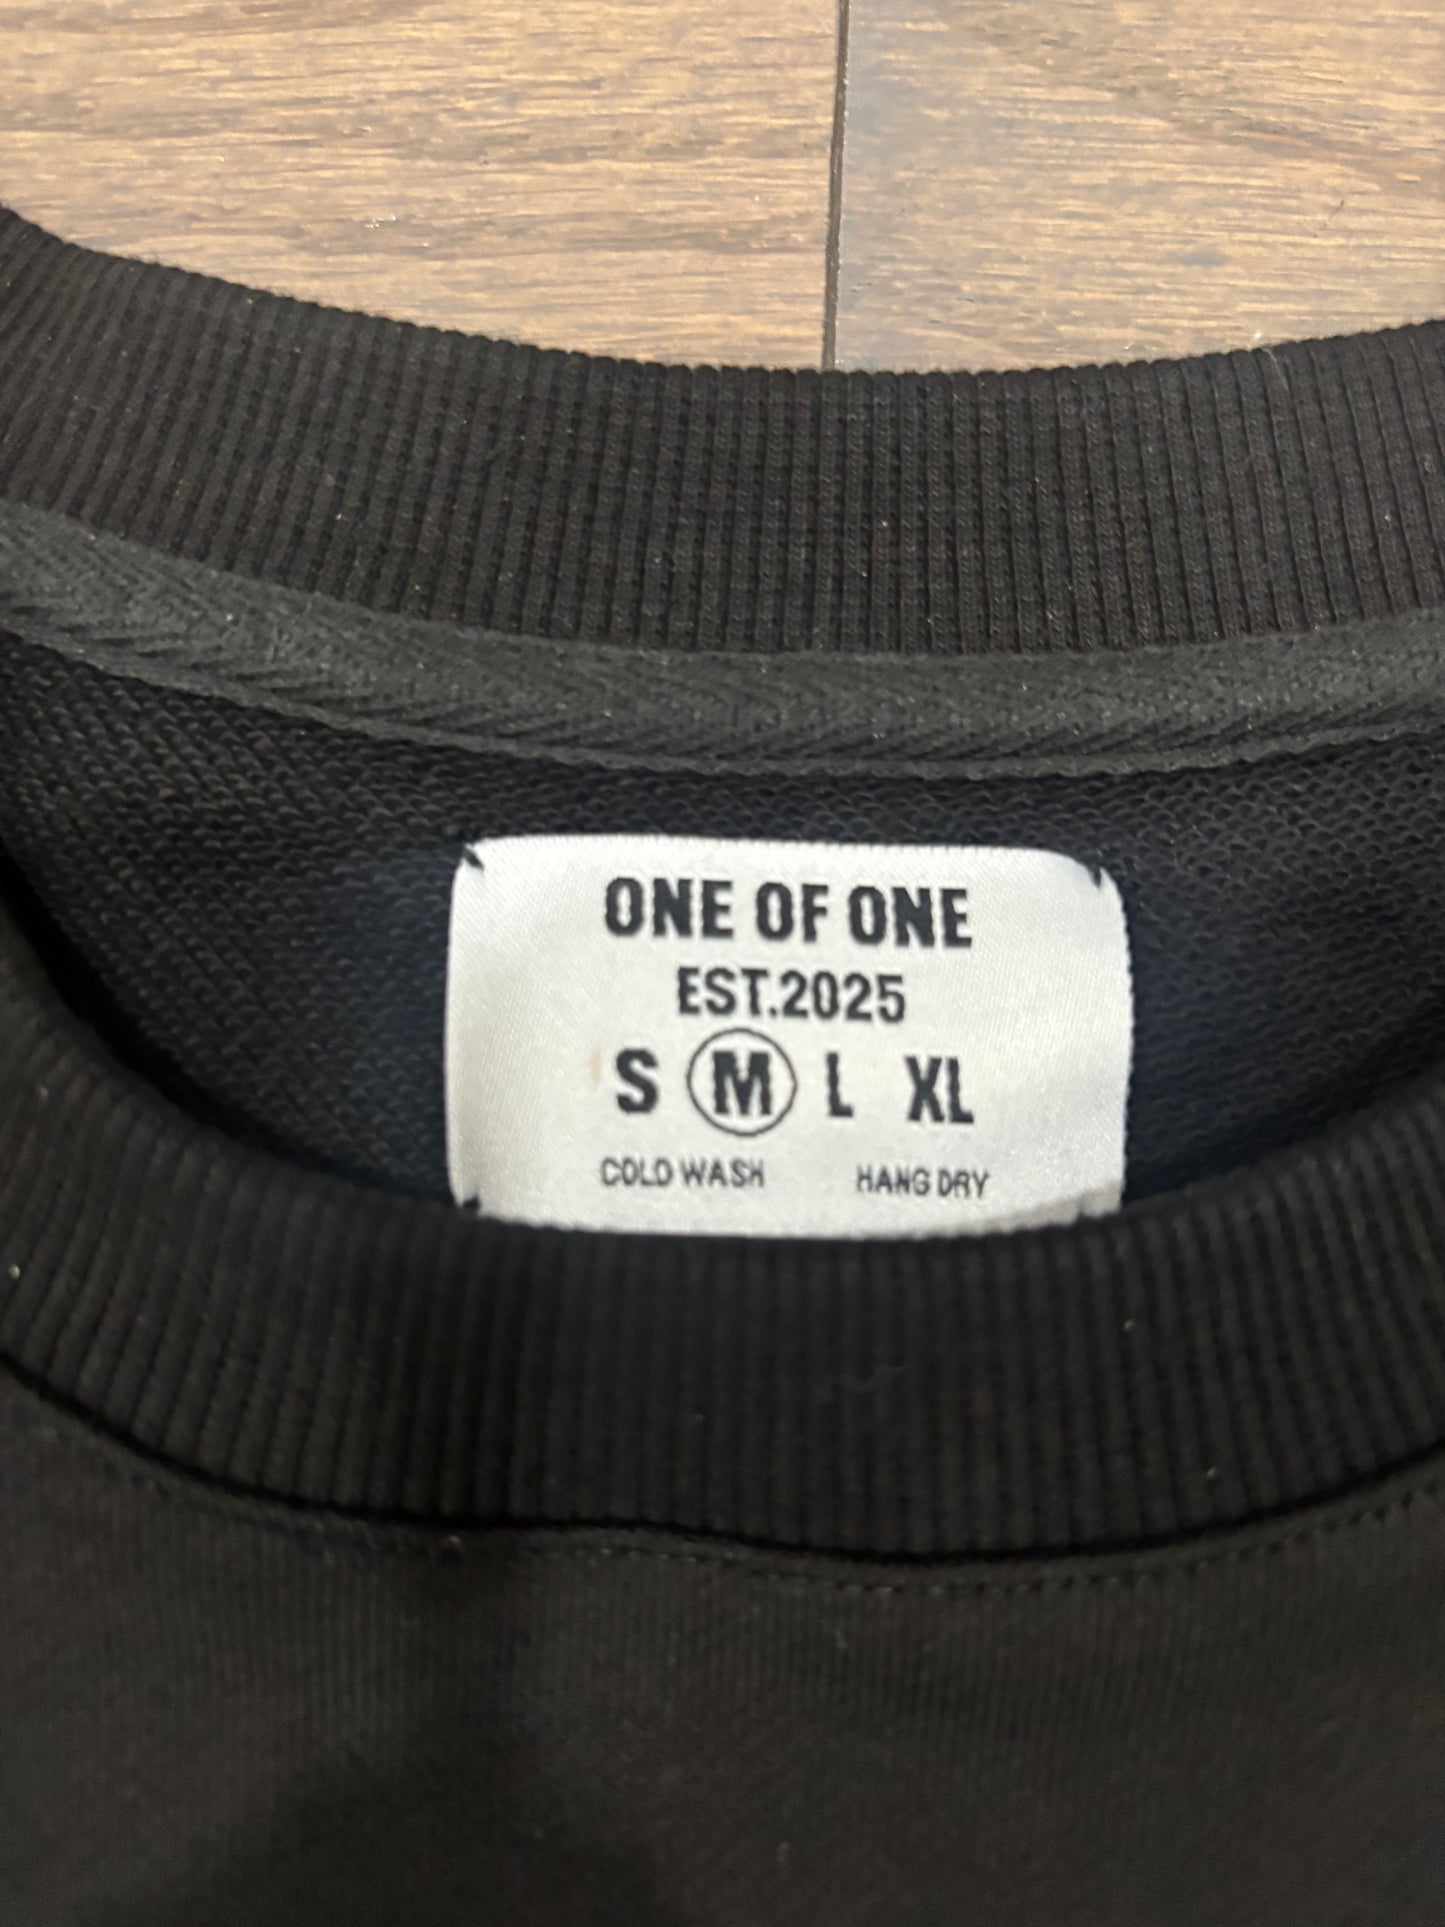 ONE OF ONE
EST.2025
S M L XL
COLD WASH HANG DRY